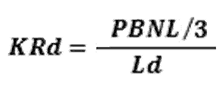 KRd = PBNL/3
Ld